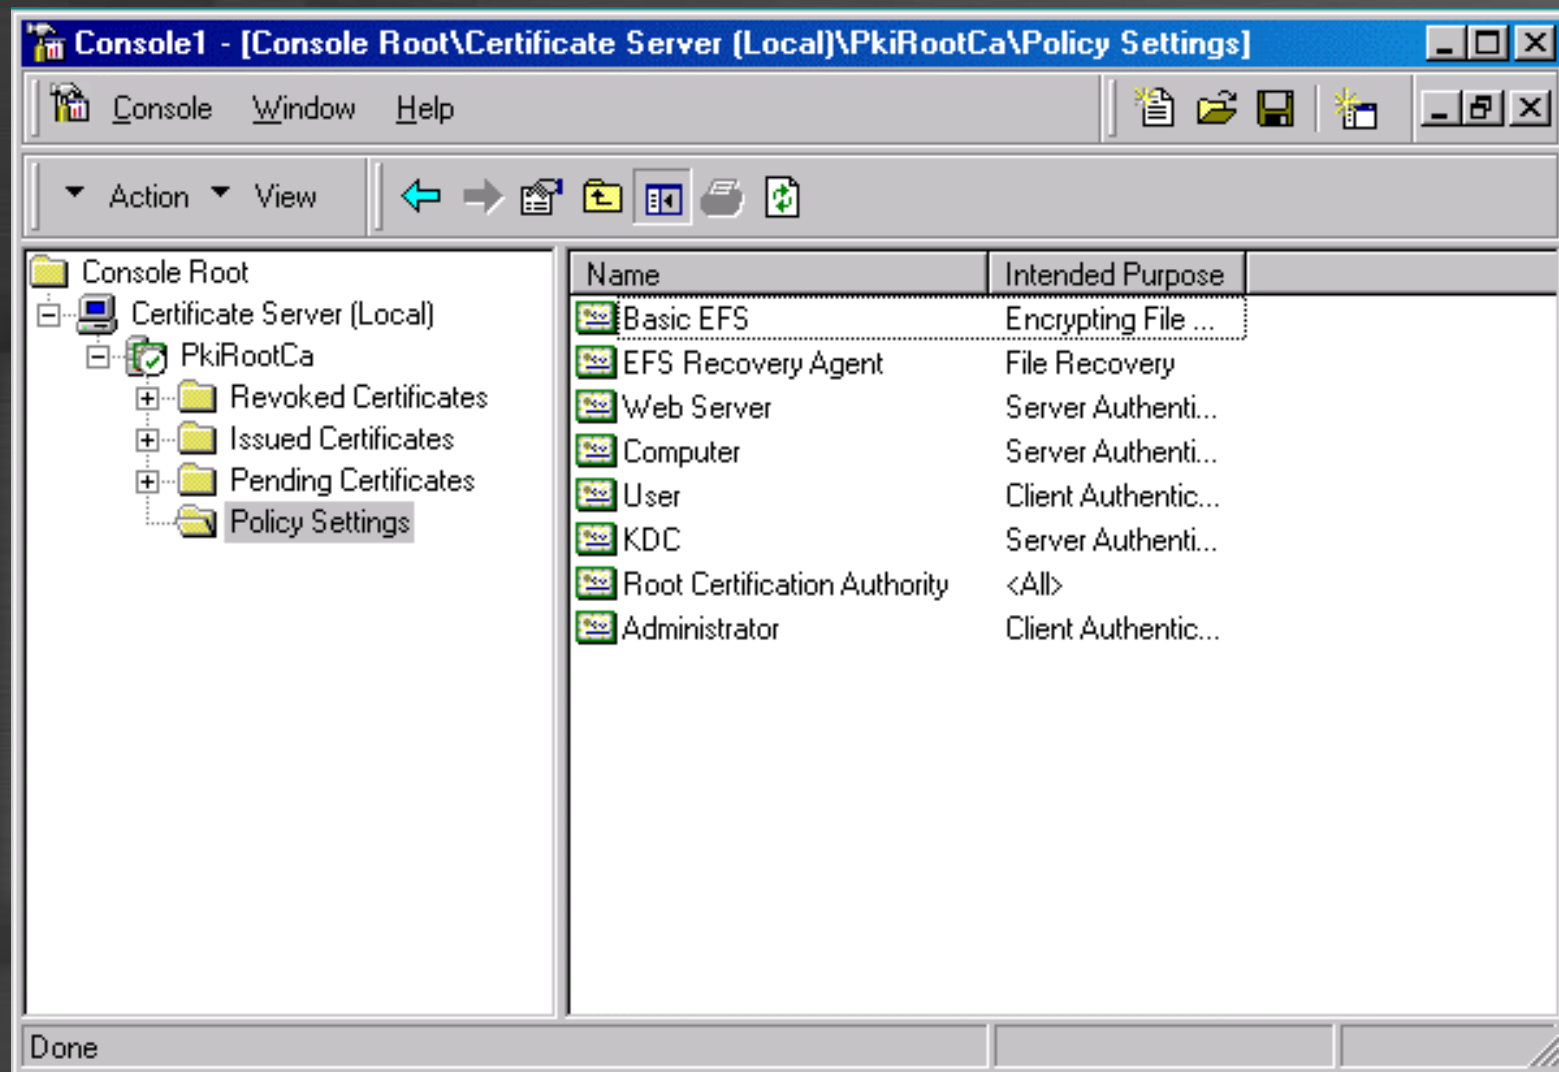 Console1 - [Console Root\Certificate Server (Local)\PkiRootCa\Policy Settings]
Console Window Help
Action View
Console Root
Certificate Server (Local)
PkiRootCa
Revoked Certificates
Issued Certificates
Pending Certificates
Policy Settings
Name Intended Purpose
Basic EFS Encrypting File ...
EFS Recovery Agent File Recovery
Web Server Server Authenti...
Computer Server Authenti...
User Client Authentic...
KDC Server Authenti...
Root Certification Authority <All>
Administrator Client Authentic...
Done